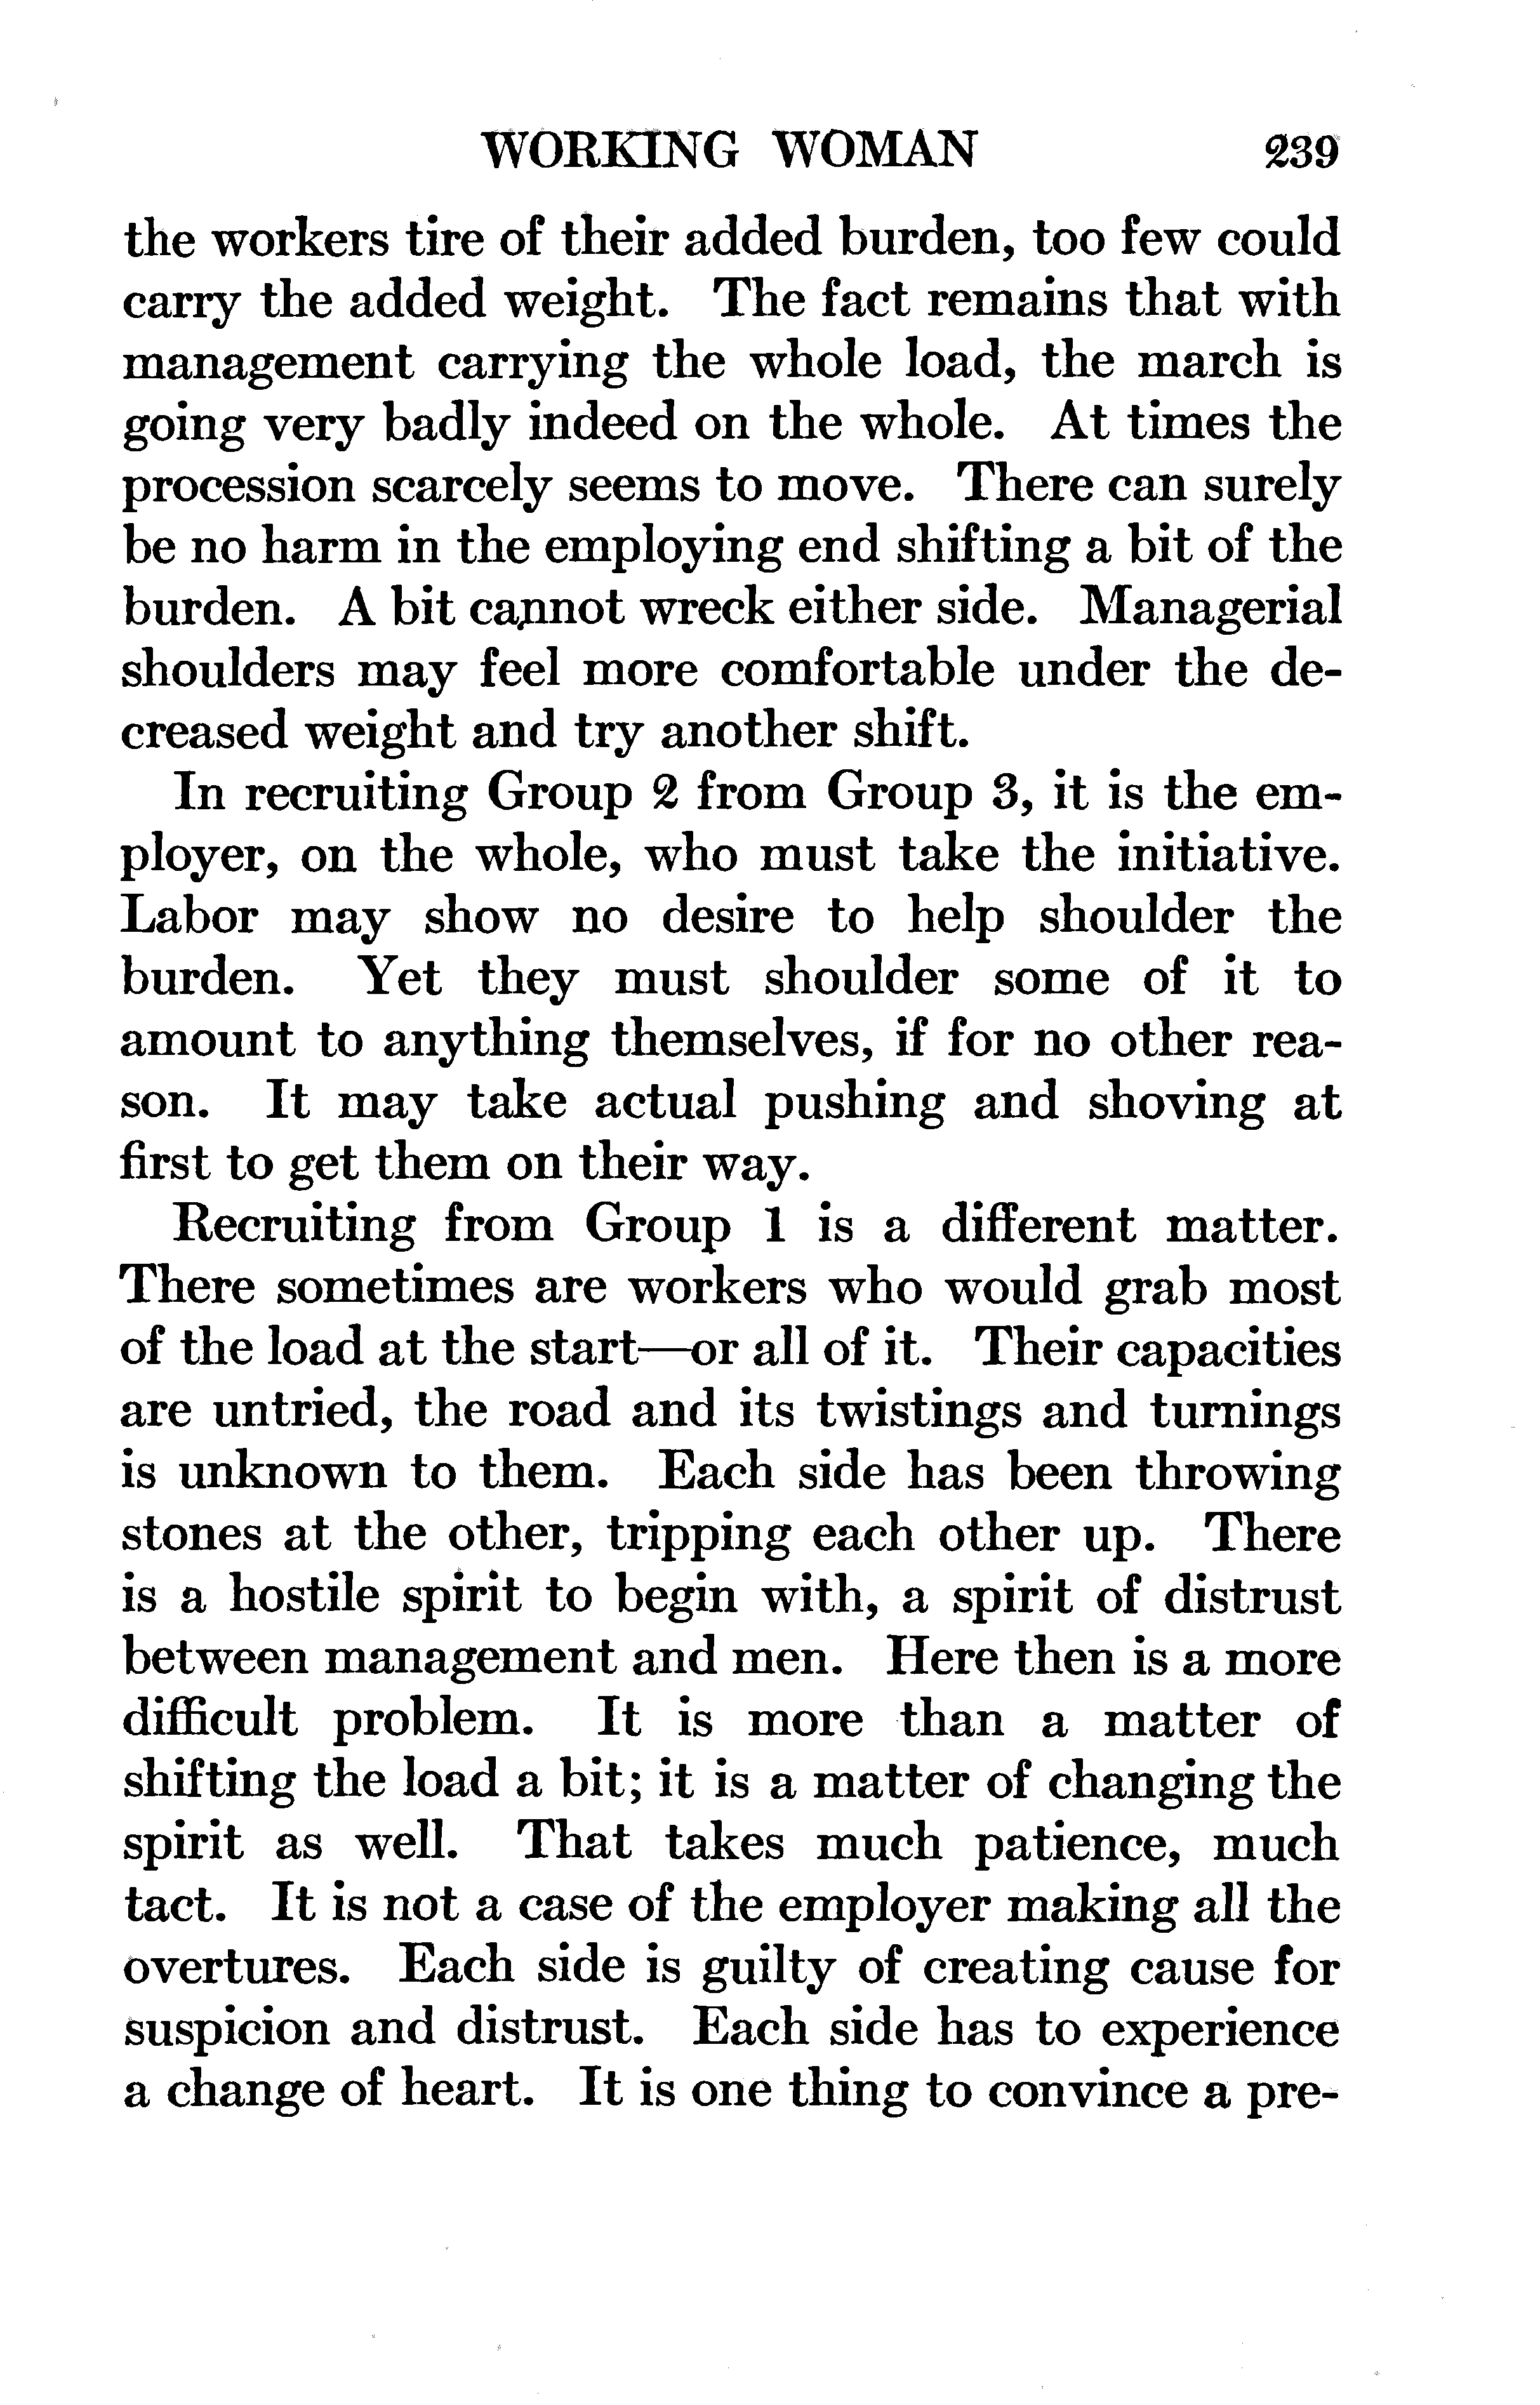 WORKING WOMAN 239
the workers tire of their added burden, too few could
carry the added weight. The fact remains that with
management carrying the whole load, the march is
going very badly indeed on the whole. At times the
procession scarcely seems to move. There can surely
be no harm in the employing end shifting a bit of the
burden. A bit cannot wreck either side. Managerial
shoulders may feel more comfortable under the de-
creased weight and try another shift.
In recruiting Group 2 from Group 3, it is the em-
ployer, on the whole, who must take the initiative.
Labor may show no desire to help shoulder the
burden. Yet they must shoulder some of it to
amount to anything themselves, if for no other rea-
son. It may take actual pushing and shoving at
first to get them on their way.
Recruiting from Group 1 is a different matter.
There sometimes are workers who would grab most
of the load at the start—or all of it. Their capacities
are untried, the road and its twistings and turnings
is unknown to them. Each side has been throwing
stones at the other, tripping each other up. There
is a hostile spirit to begin with, a spirit of distrust
between management and men. Here then is a more
difficult problem. It is more than a matter of
shifting the load a bit; it is a matter of changing the
spirit as well. That takes much patience, much
tact. It is not a case of the employer making all the
overtures. Each side is guilty of creating cause for
suspicion and distrust. Each side has to experience
a change of heart. It is one thing to convince a pre-